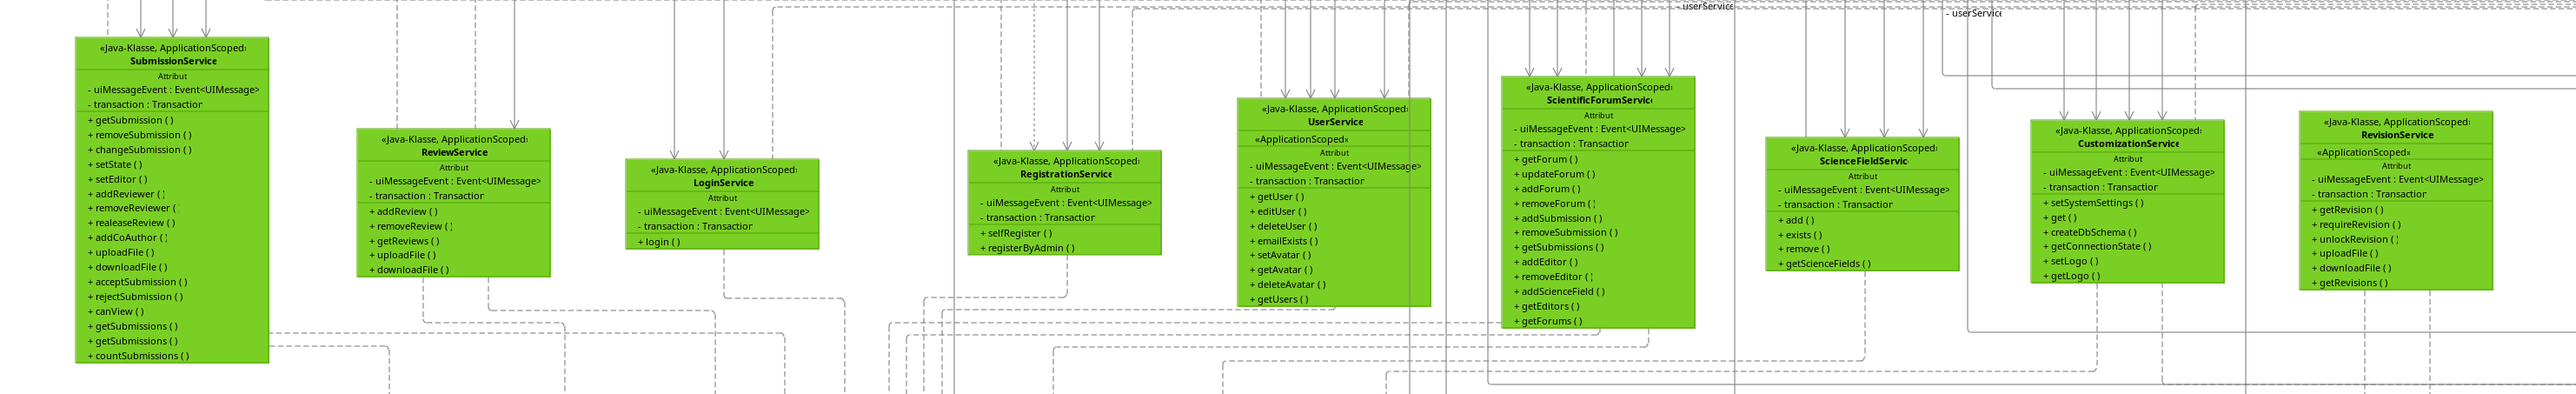 - userService
- userService
«Java-Klasse, ApplicationScoped»
SubmissionService
Attribut
- uiMessageEvent : Event<UIMessage>
- transaction : Transaction
+ getSubmission ( )
+ removeSubmission ( )
+ changeSubmission ( )
+ setState ( )
+ setEditor ( )
+ addReviewer ( )
+ removeReviewer (
+ realeaseReview ( )
+ addCoAuthor ( )
+ uploadFile ( )
+ downloadFile ( )
+ acceptSubmission ( )
+ rejectSubmission ( )
+ canView ( )
+ getSubmissions ( )
+ getSubmissions ( )
+ countSubmissions ( )
«Java-Klasse, ApplicationScoped»
ReviewService
Attribut
- uiMessageEvent : Event<UIMessage>
- transaction : Transaction
+ addReview ( )
+ removeReview ( )
+ getReviews ( )
+ uploadFile ( )
+ downloadFile ( )
«Java-Klasse, ApplicationScoped»
LoginService
Attribut
- uiMessageEvent : Event<UIMessage>
- transaction : Transaction
+ login ( )
«Java-Klasse, ApplicationScoped»
RegistrationService
Attribut
- uiMessageEvent : Event<UIMessage>
- transaction : Transaction
+ selfRegister ( )
+ registerByAdmin ( )
«Java-Klasse, ApplicationScoped»
UserService
«ApplicationScoped»
Attribut
- uiMessageEvent : Event<UIMessage>
- transaction : Transaction
+ getUser ( )
+ editUser ( )
+ deleteUser ( )
+ emailExists ( )
+ setAvatar ( )
+ getAvatar ( )
+ deleteAvatar ( )
+ getUsers ( )
«Java-Klasse, ApplicationScoped»
ScientificForumService
Attribut
- uiMessageEvent : Event<UIMessage>
- transaction : Transaction
+ getForum ( )
+ updateForum ( )
+ addForum ( )
+ removeForum ( )
+ addSubmission ( )
+ removeSubmission ( )
+ getSubmissions ( )
+ addEditor ( )
+ removeEditor ( )
+ addScienceField ( )
+ getEditors ( )
+ getForums ( )
«Java-Klasse, ApplicationScoped»
ScienceFieldServic
Attribut
- uiMessageEvent : Event<UIMessage>
- transaction : Transaction
+ add ( )
+ exists ( )
+ remove ( )
+ getScienceFields ( )
«Java-Klasse, ApplicationScoped»
CustomizationService
Attribut
- uiMessageEvent : Event<UIMessage>
- transaction : Transaction
+ setSystemSettings ( )
+ get ( )
+ createDbSchema ( )
+ getConnectionState ( )
+ setLogo ( )
+ getLogo ( )
«Java-Klasse, ApplicationScoped»
RevisionService
«ApplicationScoped»
Attribut
- uiMessageEvent : Event<UIMessage>
- transaction : Transaction
+ getRevision ( )
+ requireRevision ( )
+ unlockRevision ( )
+ uploadFile ( )
+ downloadFile ( )
+ getRevisions ( )